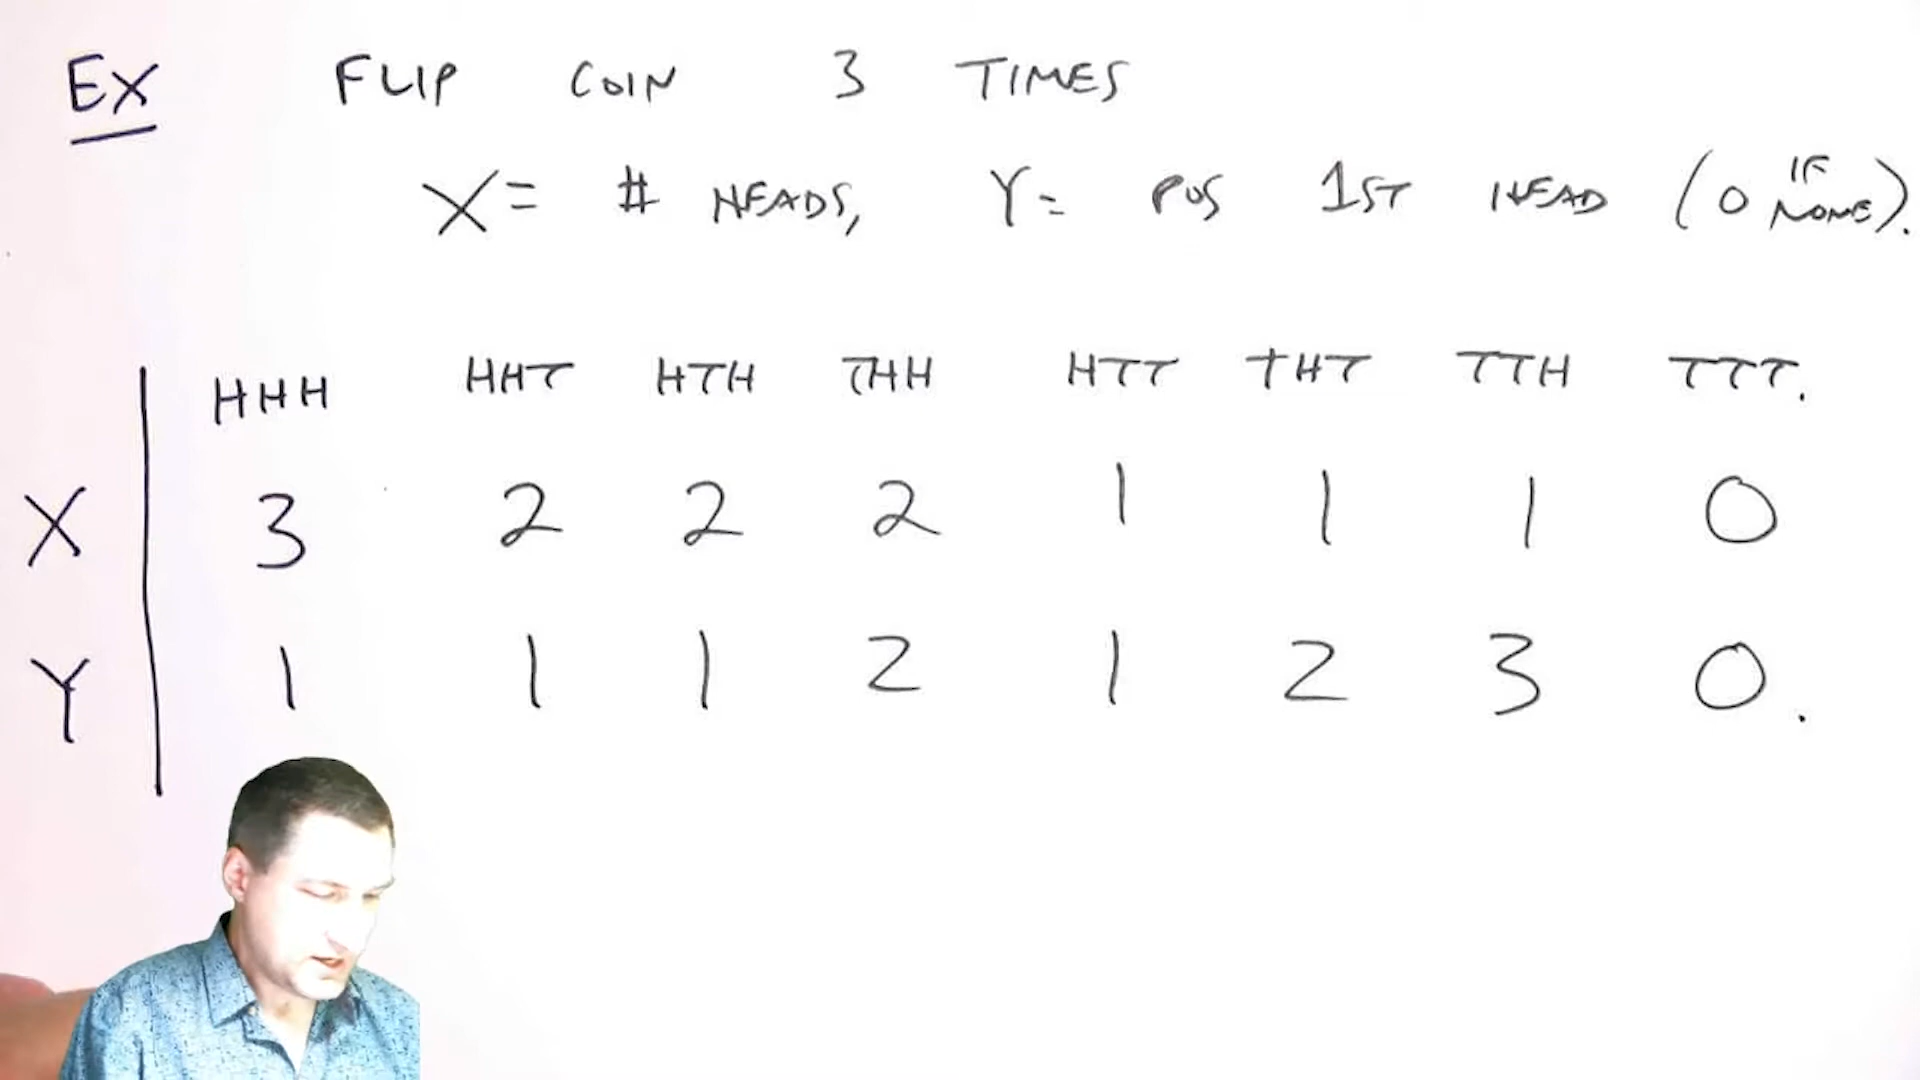 EX FLIP COIN 3 TIMES
X = # HEADS, Y = POS 1ST HEAD (0 IF NONE).
HHH HHT HTH THH HTT THT TTH TTT.
X 3 2 2 2 1 1 1 0
Y 1 1 1 2 1 2 3 0.